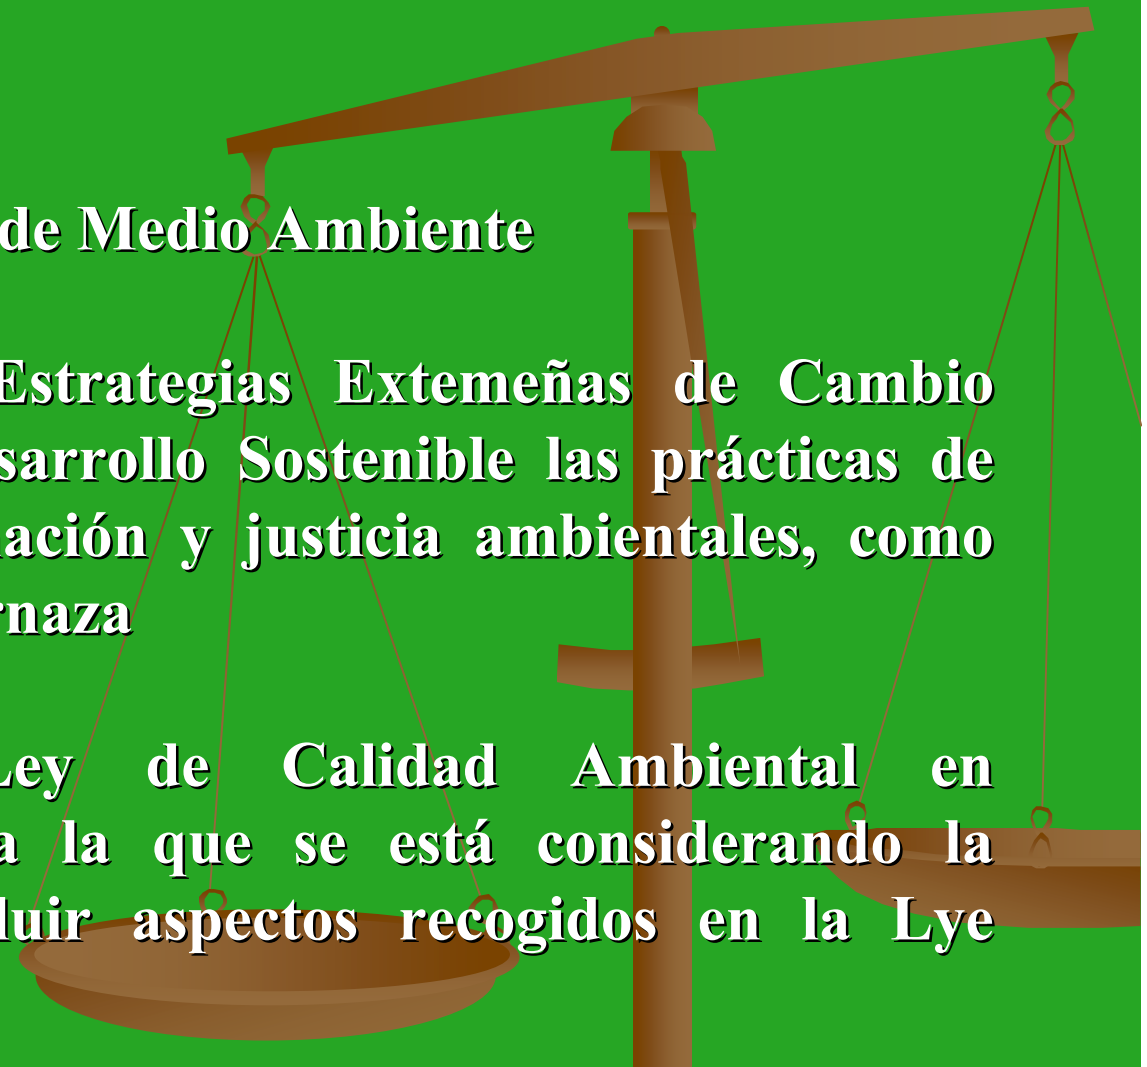 de Medio Ambiente
Estrategias Extemeñas de Cambio
sarrollo Sostenible las prácticas de
ación y justicia ambientales, como
rnaza
Ley de Calidad Ambiental en
a la que se está considerando la
luir aspectos recogidos en la Lye